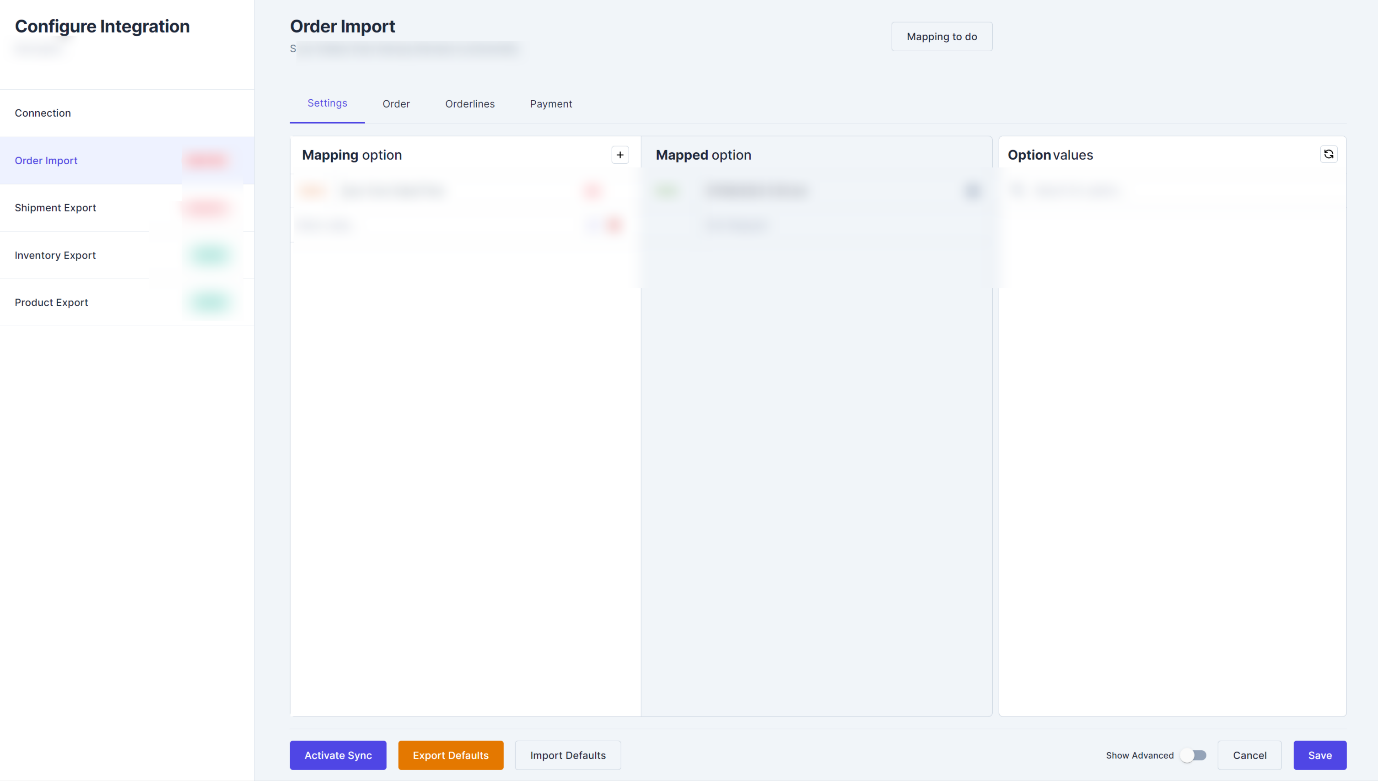 Configure Integration
Connection
Order Import
Shipment Export
Inventory Export
Product Export
Order Import
S
Mapping to do
Settings
Order
Orderlines
Payment
Mapping option
Mapped option
Option values
Activate Sync
Export Defaults
Import Defaults
Show Advanced
Cancel
Save